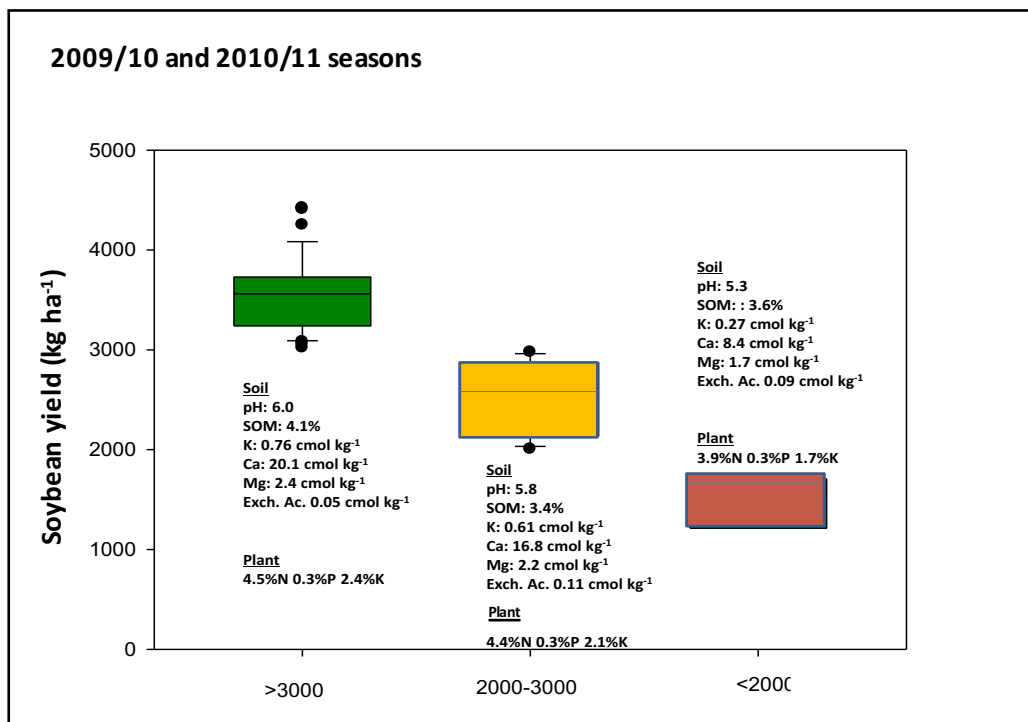 2009/10 and 2010/11 seasons
Soybean yield (kg ha⁻¹)
5000
4000
3000
2000
1000
0
Soil
pH: 6.0
SOM: 4.1%
K: 0.76 cmol kg⁻¹
Ca: 20.1 cmol kg⁻¹
Mg: 2.4 cmol kg⁻¹
Exch. Ac. 0.05 cmol kg⁻¹
Plant
4.5%N 0.3%P 2.4%K
Soil
pH: 5.8
SOM: 3.4%
K: 0.61 cmol kg⁻¹
Ca: 16.8 cmol kg⁻¹
Mg: 2.2 cmol kg⁻¹
Exch. Ac. 0.11 cmol kg⁻¹
Plant
4.4%N 0.3%P 2.1%K
Soil
pH: 5.3
SOM: : 3.6%
K: 0.27 cmol kg⁻¹
Ca: 8.4 cmol kg⁻¹
Mg: 1.7 cmol kg⁻¹
Exch. Ac. 0.09 cmol kg⁻¹
Plant
3.9%N 0.3%P 1.7%K
>3000
2000-3000
<2000